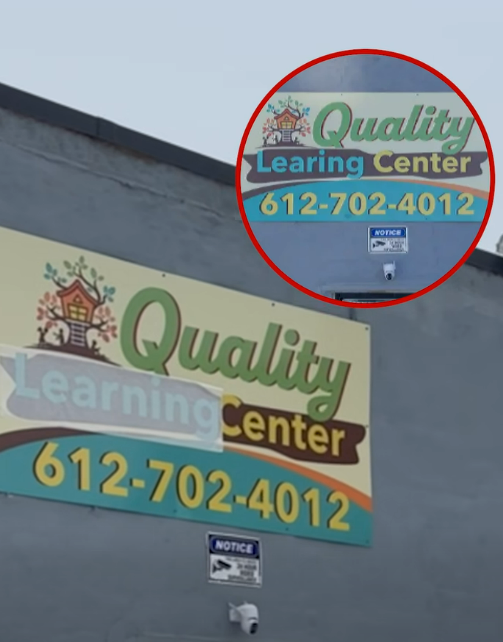 Quality
Learing Center
612-702-4012
NOTICE
Quality
Learning Center
612-702-4012
NOTICE